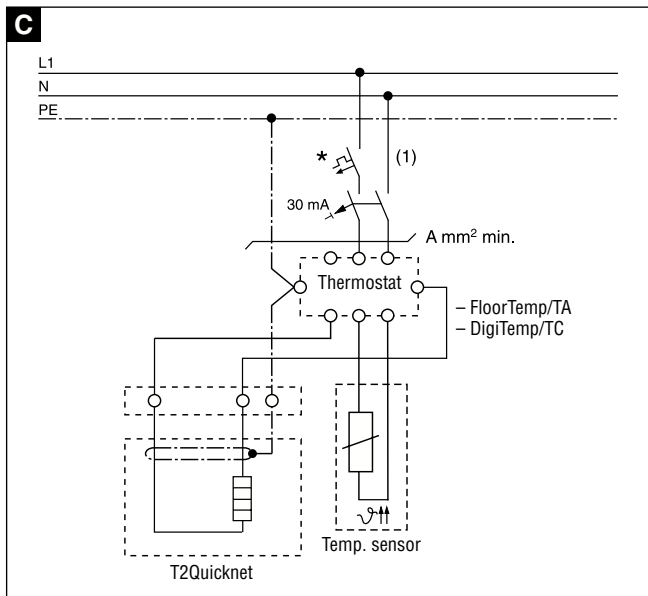 C
L1
N
PE
*
(1)
30 mA
A mm² min.
Thermostat
– FloorTemp/TA
– DigiTemp/TC
ϑ
Temp. sensor
T2Quicknet